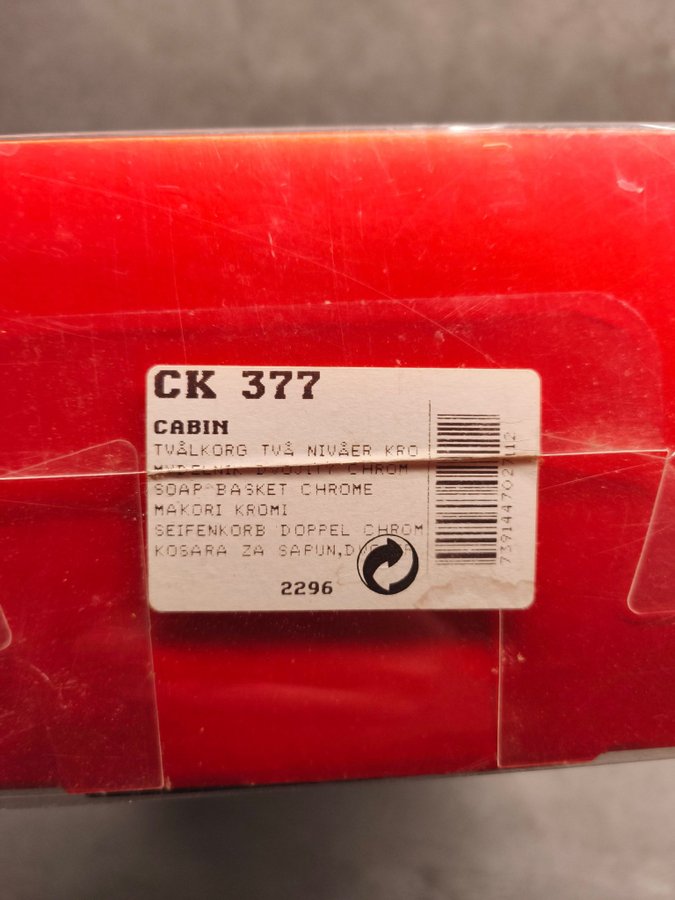 CK 377
CABIN
TVÅLKORG TVÅ NIVÅER KRO
CHROM
SOAP BASKET CHROME
MAKORI KROMI
SEIFENKORB DOPPEL CHROM
KOSARA ZA SAPUN,
2296